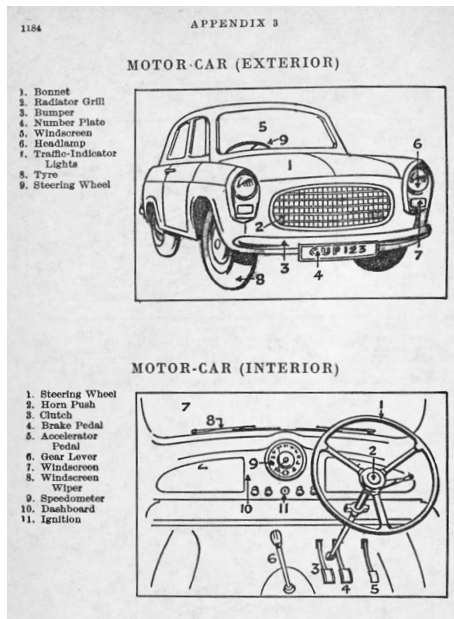 1184
APPENDIX 3
MOTOR-CAR (EXTERIOR)
1. Bonnet
2. Radiator Grill
3. Bumper
4. Number Plate
5. Windscreen
6. Headlamp
7. Traffic-Indicator
Lights
8. Tyre
9. Steering Wheel
5
9
6
1
2
3
4
7
8
GUP 123
MOTOR-CAR (INTERIOR)
1. Steering Wheel
2. Horn Push
3. Clutch
4. Brake Pedal
5. Accelerator
Pedal
6. Gear Lever
7. Windscreen
8. Windscreen
Wiper
9. Speedometer
10. Dashboard
11. Ignition
7
1
8
9
2
10
11
6
3
4
5